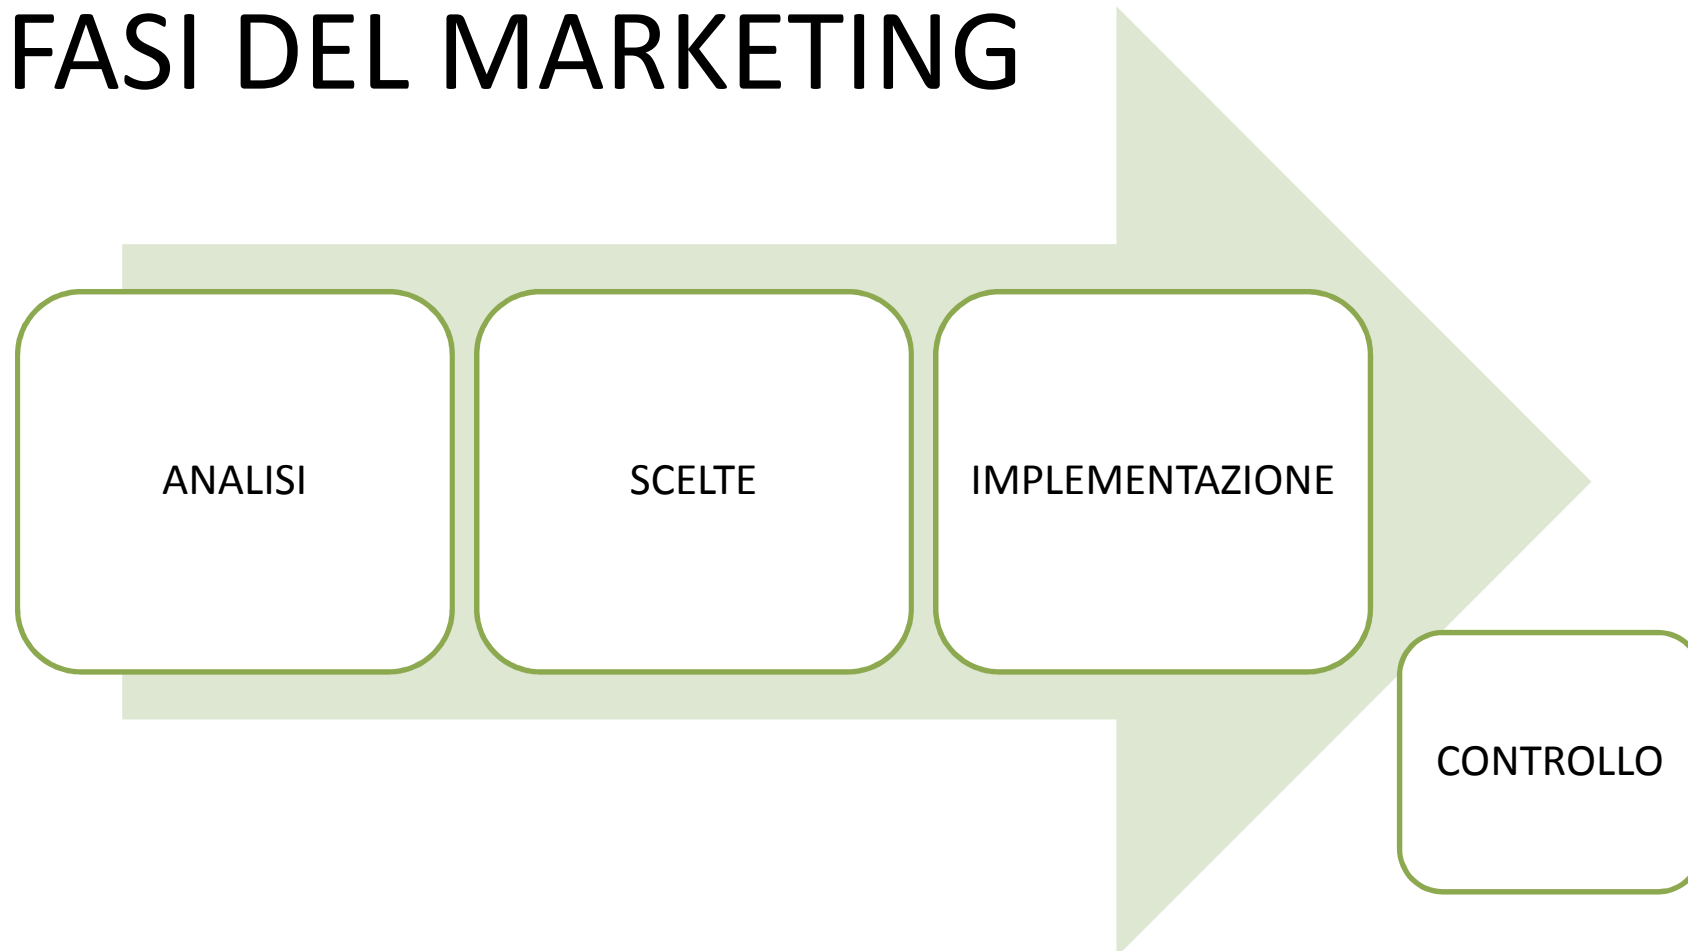 FASI DEL MARKETING
ANALISI
SCELTE
IMPLEMENTAZIONE
CONTROLLO